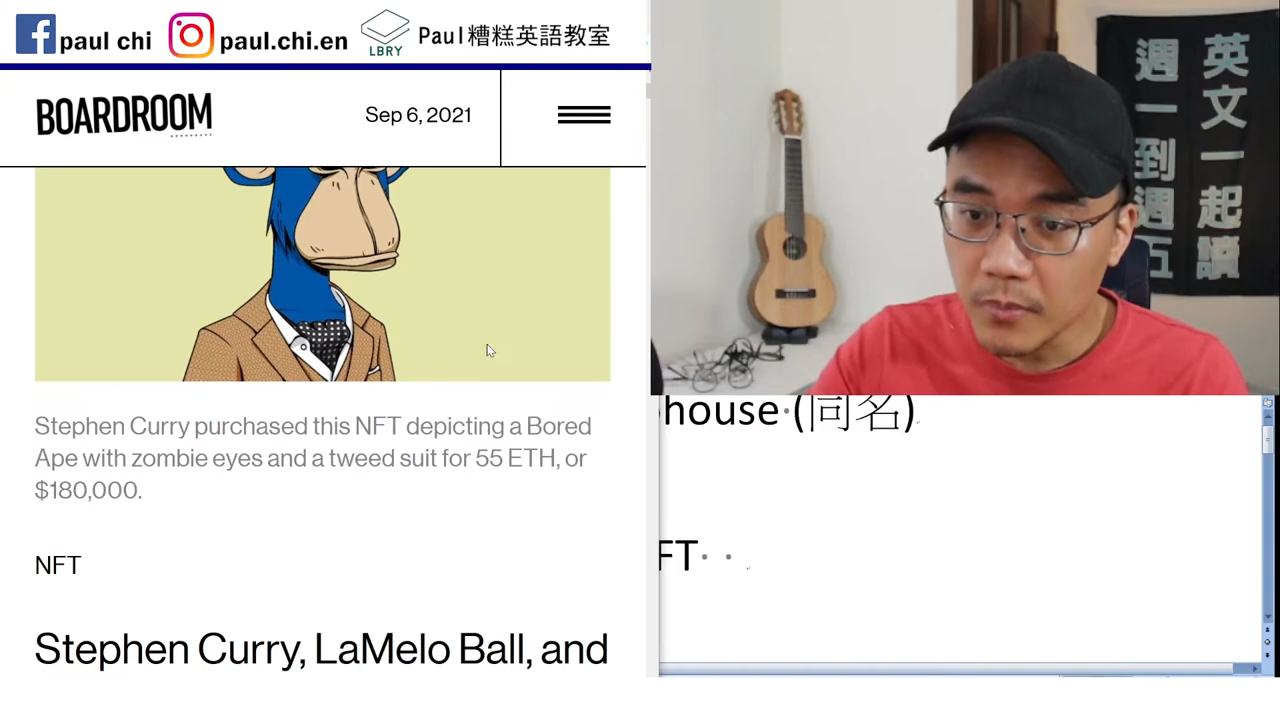 paul chi
paul.chi.en
LBRY
Paul糟糕英語教室
BOARDROOM
Sep 6, 2021
Stephen Curry purchased this NFT depicting a Bored
Ape with zombie eyes and a tweed suit for 55 ETH, or
$180,000.
NFT
Stephen Curry, LaMelo Ball, and
英文一起讀
週一到週五
house (同名)
FT